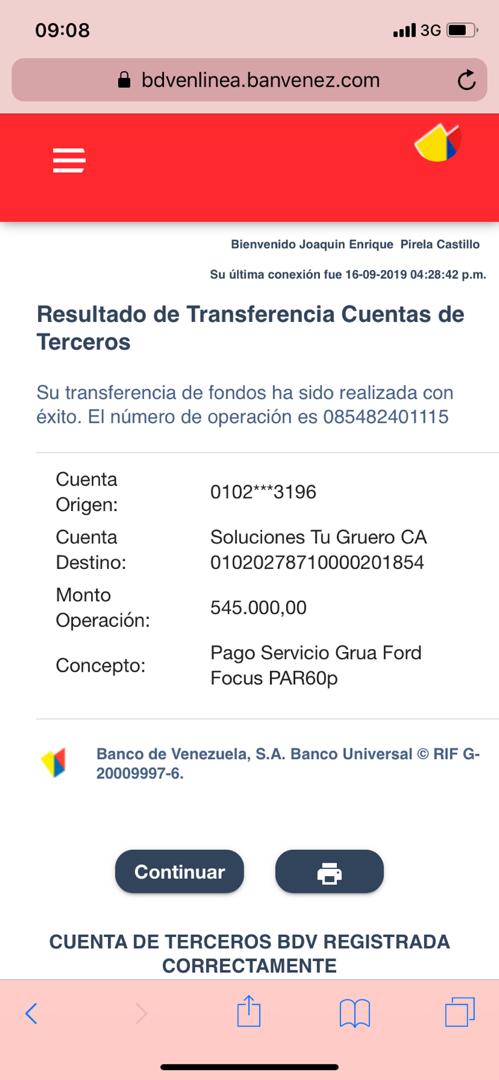 09:08
3G
bdvenlinea.banvenez.com
Bienvenido Joaquin Enrique Pirela Castillo
Su última conexión fue 16-09-2019 04:28:42 p.m.
Resultado de Transferencia Cuentas de
Terceros
Su transferencia de fondos ha sido realizada con
éxito. El número de operación es 085482401115
Cuenta
Origen:
0102***3196
Cuenta
Destino:
Soluciones Tu Gruero CA
01020278710000201854
Monto
Operación:
545.000,00
Concepto:
Pago Servicio Grua Ford
Focus PAR60p
Banco de Venezuela, S.A. Banco Universal © RIF G-
20009997-6.
Continuar
CUENTA DE TERCEROS BDV REGISTRADA
CORRECTAMENTE